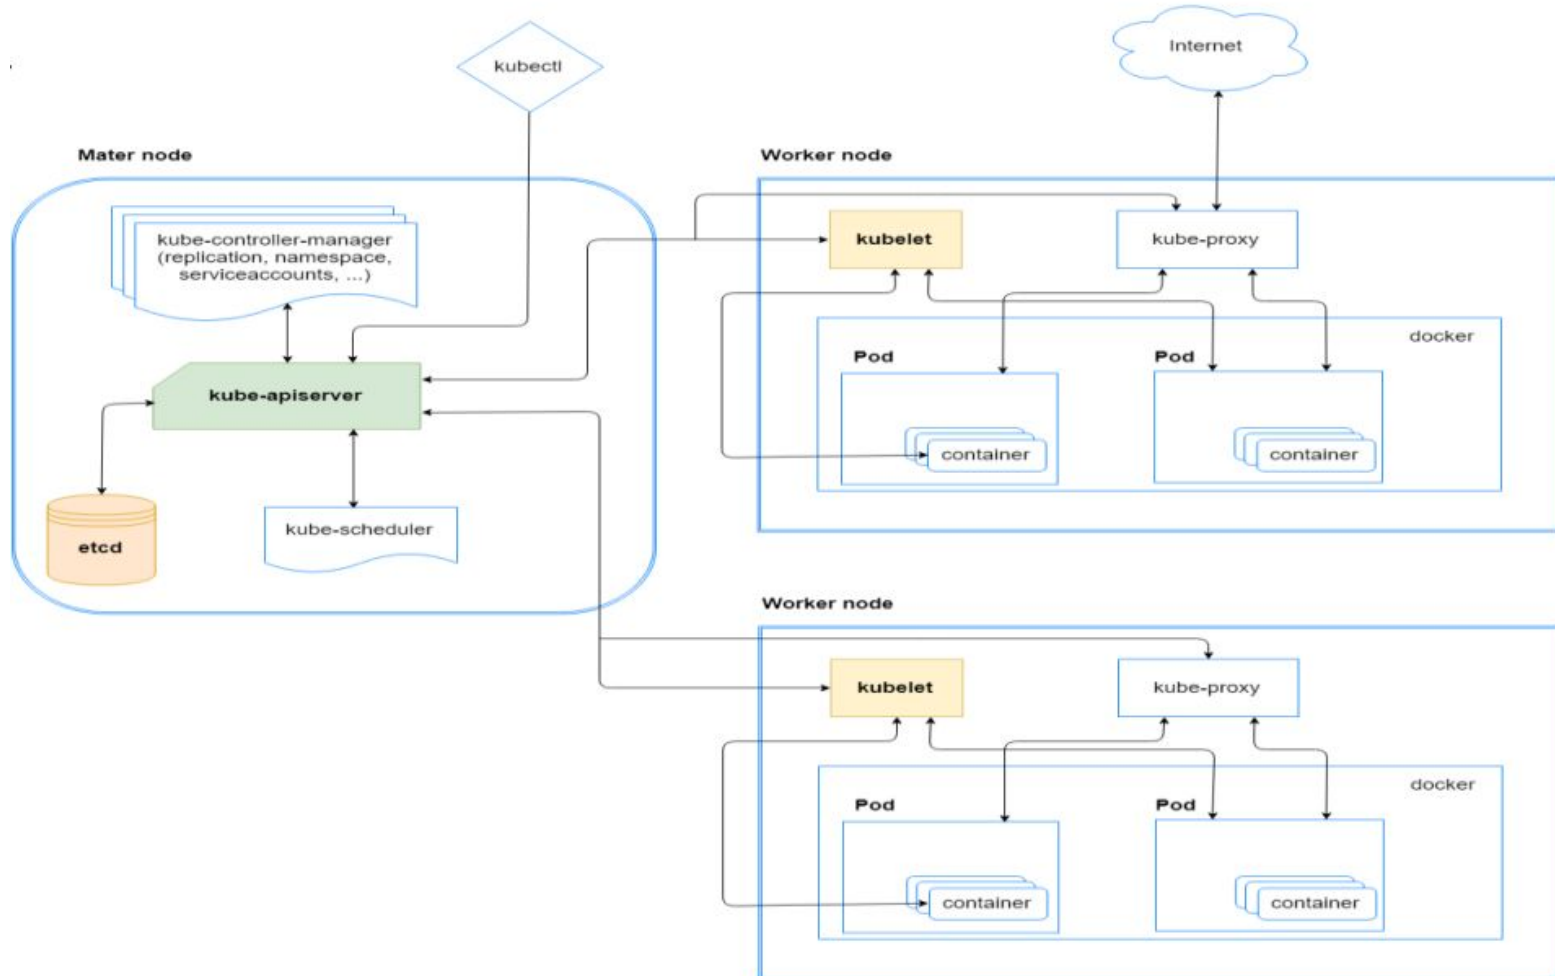 kubectl
Internet
Mater node
Worker node
kube-controller-manager
(replication, namespace,
serviceaccounts, ...)
kubelet
kube-proxy
docker
Pod
Pod
kube-apiserver
container
container
kube-scheduler
etcd
Worker node
kubelet
kube-proxy
docker
Pod
Pod
container
container